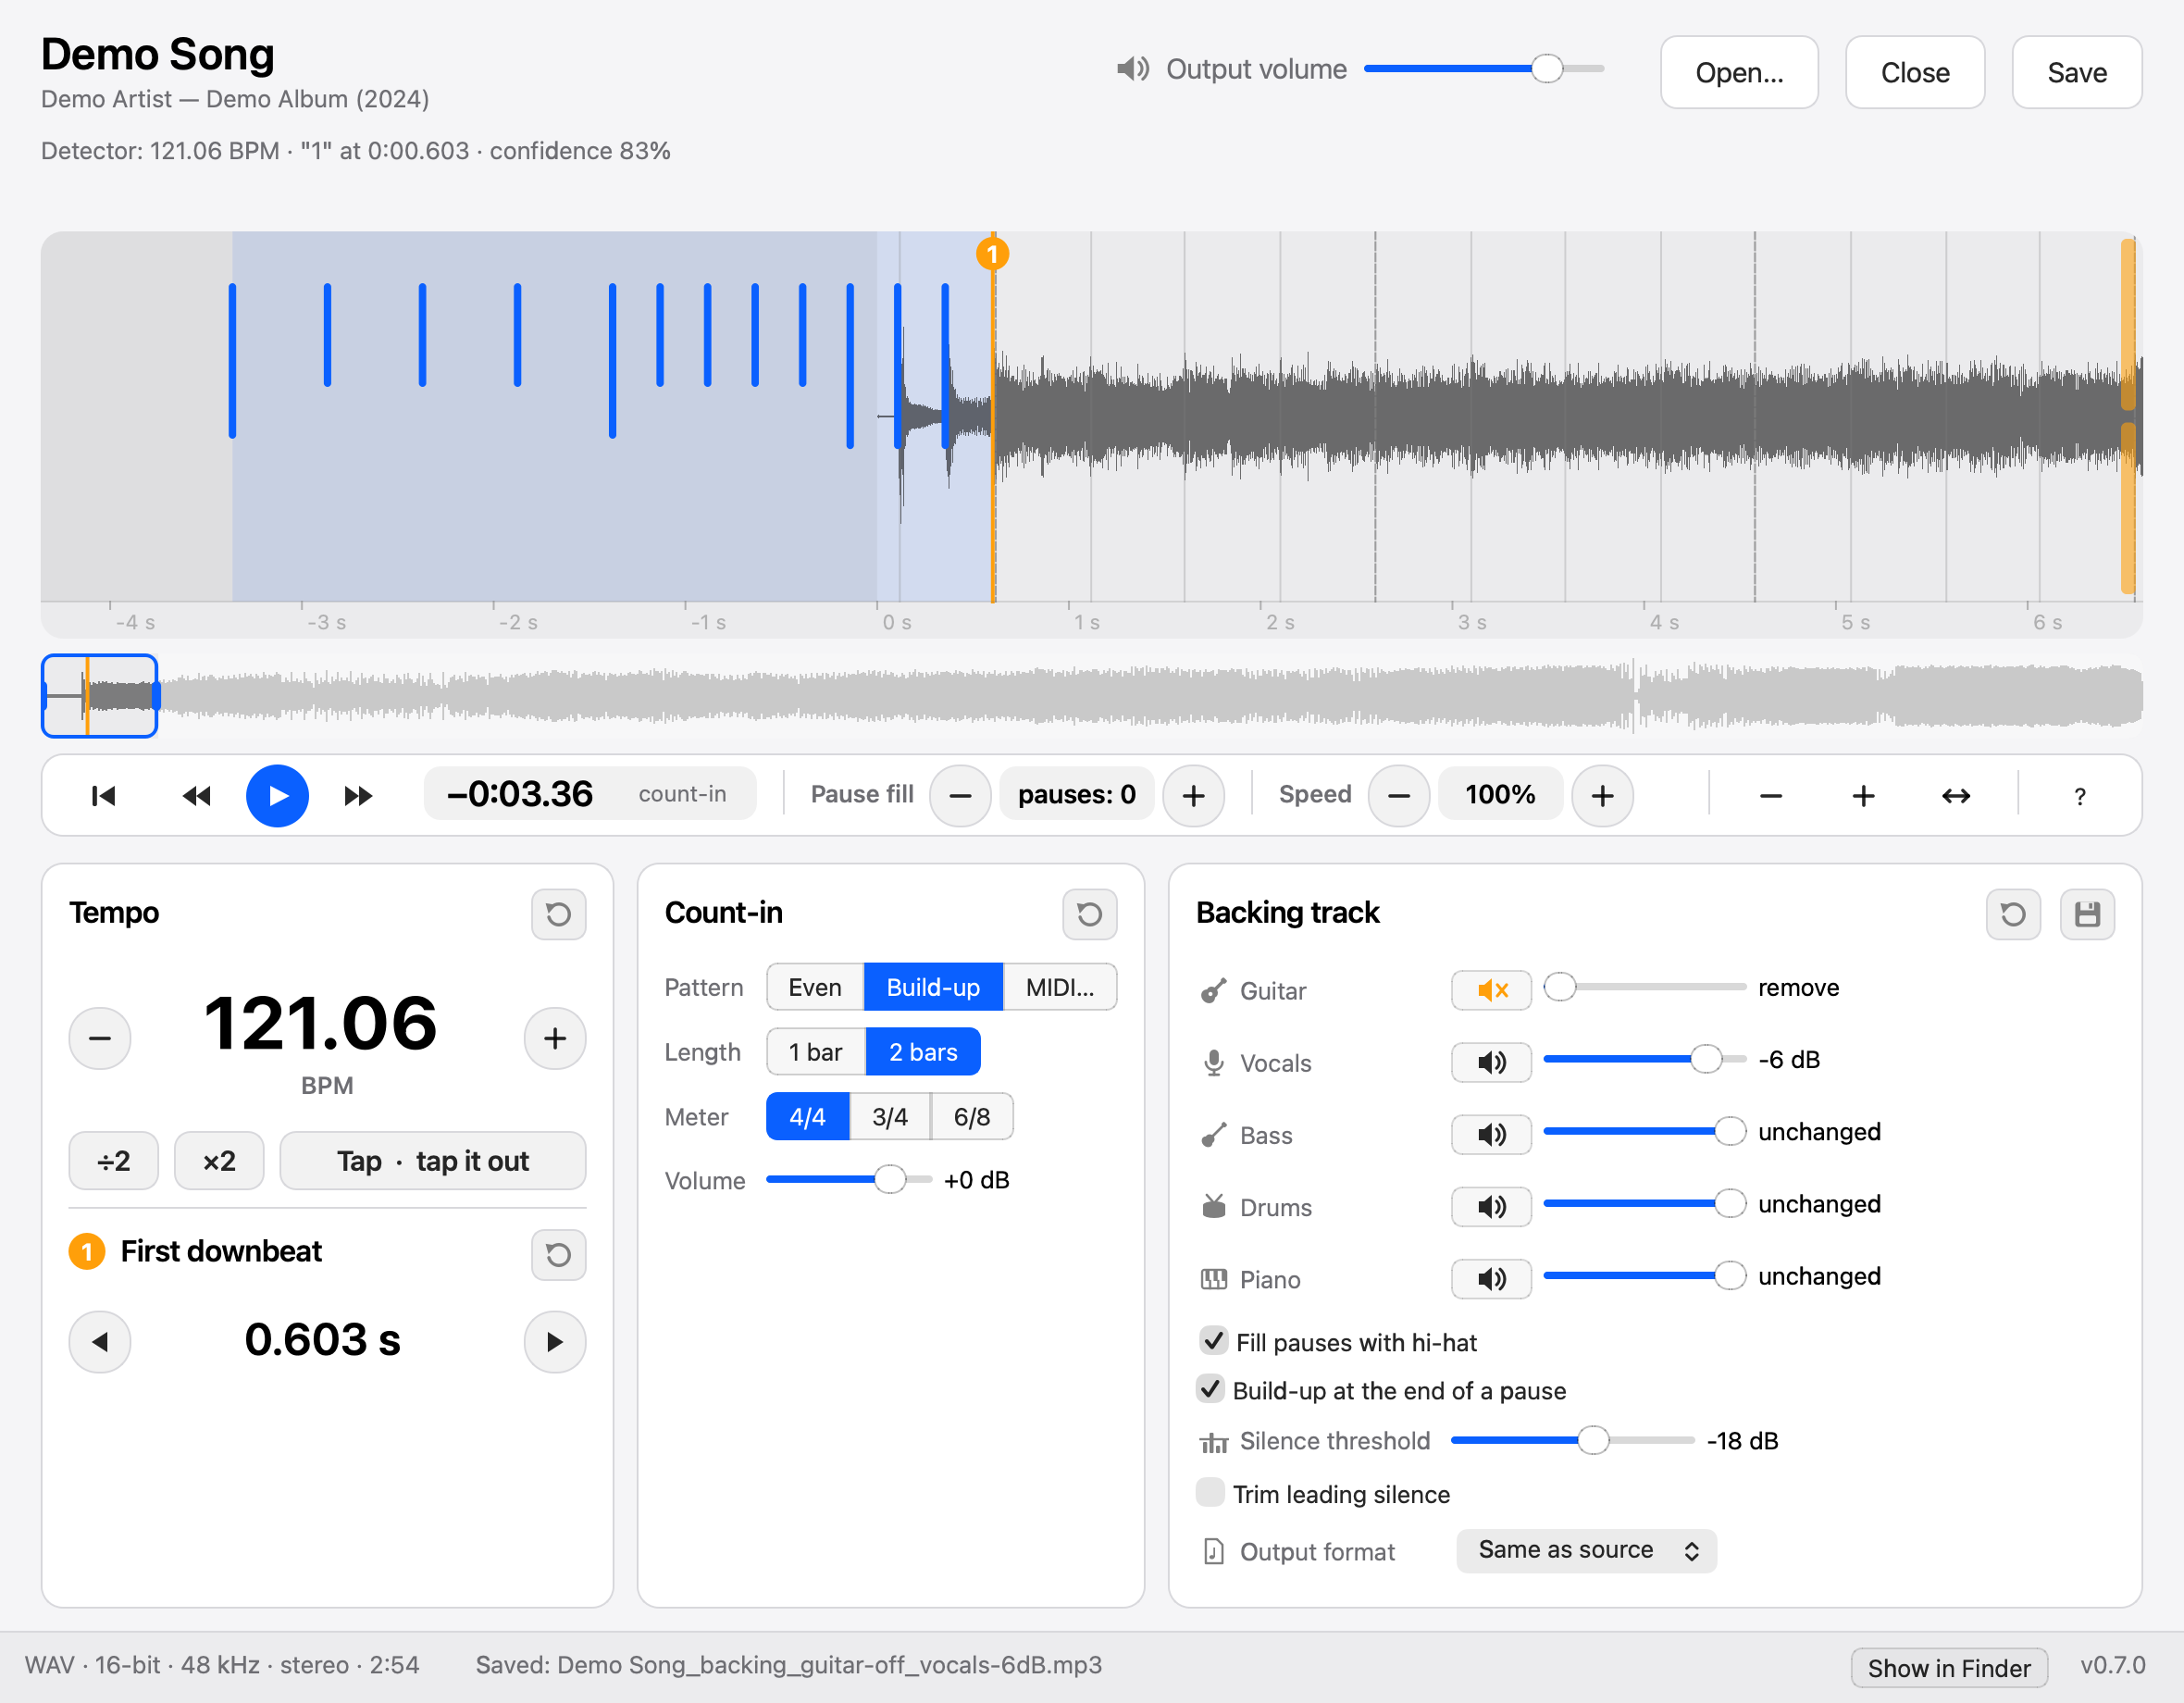 Demo Song
Demo Artist — Demo Album (2024)
Detector: 121.06 BPM · "1" at 0:00.603 · confidence 83%
Output volume
Open...
Close
Save
1
-4 s -3 s -2 s -1 s 0 s 1 s 2 s 3 s 4 s 5 s 6 s
−0:03.36 count-in
Pause fill − pauses: 0 +
Speed − 100% +
− + ↔ ?
Tempo
− 121.06 +
BPM
÷2 ×2 Tap · tap it out
1 First downbeat
0.603 s
Count-in
Pattern Even Build-up MIDI...
Length 1 bar 2 bars
Meter 4/4 3/4 6/8
Volume +0 dB
Backing track
Guitar remove
Vocals -6 dB
Bass unchanged
Drums unchanged
Piano unchanged
Fill pauses with hi-hat
Build-up at the end of a pause
Silence threshold -18 dB
Trim leading silence
Output format Same as source
WAV · 16-bit · 48 kHz · stereo · 2:54
Saved: Demo Song_backing_guitar-off_vocals-6dB.mp3
Show in Finder
v0.7.0